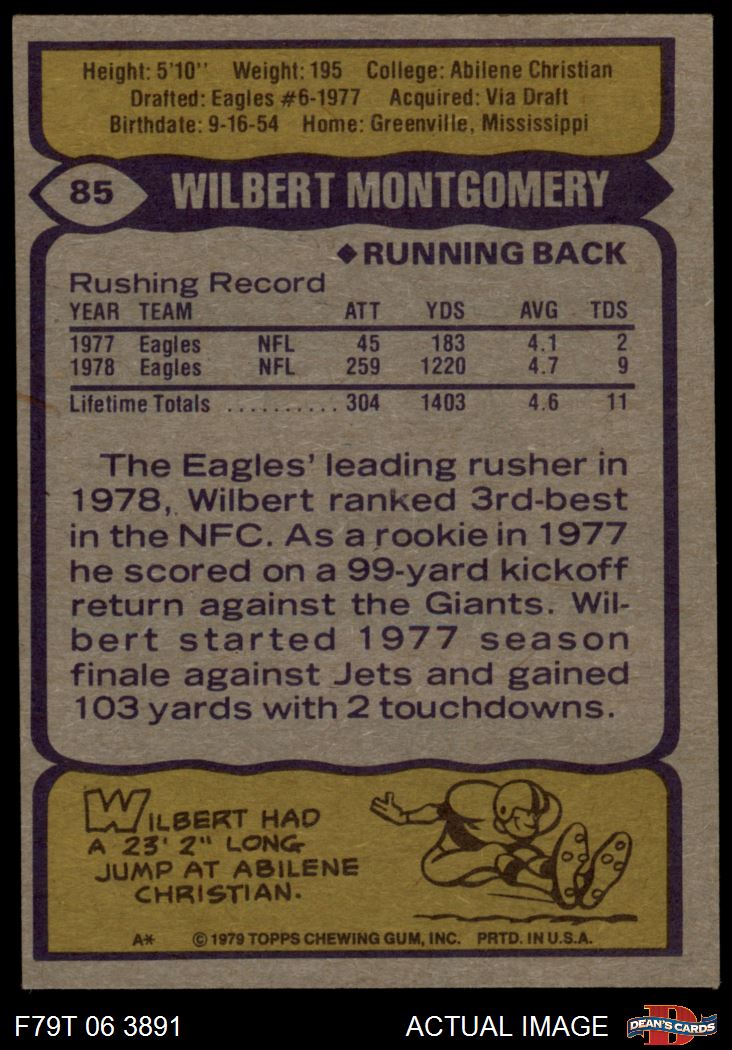 Height: 5'10'' Weight: 195 College: Abilene Christian
Drafted: Eagles #6-1977 Acquired: Via Draft
Birthdate: 9-16-54 Home: Greenville, Mississippi
85 WILBERT MONTGOMERY
◆RUNNING BACK
Rushing Record
YEAR TEAM ATT YDS AVG TDS
1977 Eagles NFL 45 183 4.1 2
1978 Eagles NFL 259 1220 4.7 9
Lifetime Totals .......... 304 1403 4.6 11
The Eagles' leading rusher in
1978, Wilbert ranked 3rd-best
in the NFC. As a rookie in 1977
he scored on a 99-yard kickoff
return against the Giants. Wil-
bert started 1977 season
finale against Jets and gained
103 yards with 2 touchdowns.
WILBERT HAD
A 23' 2" LONG
JUMP AT ABILENE
CHRISTIAN.
A* © 1979 TOPPS CHEWING GUM, INC. PRTD. IN U.S.A.
F79T 06 3891 ACTUAL IMAGE D DEAN'S CARDS